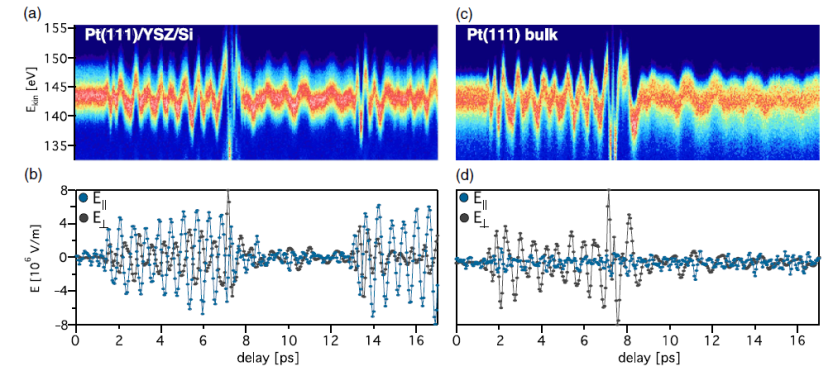 (a)
Pt(111)/YSZ/Si
155
150
145
140
135
E_kin [eV]
(c)
Pt(111) bulk
(b)
E_||
E_⊥
8
4
0
-4
-8
E [10^6 V/m]
0 2 4 6 8 10 12 14 16
delay [ps]
(d)
E_||
E_⊥
0 2 4 6 8 10 12 14 16
delay [ps]